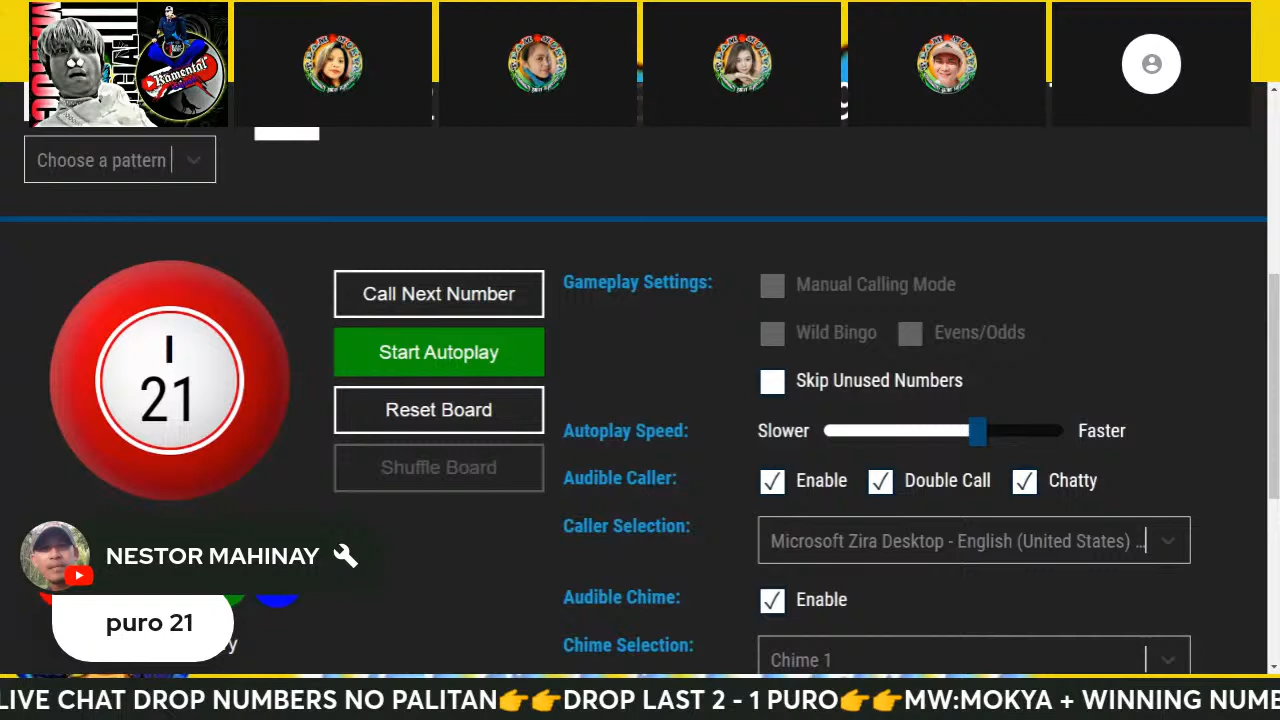 Kamental
Choose a pattern
I
21
Call Next Number
Start Autoplay
Reset Board
Shuffle Board
Gameplay Settings:
Manual Calling Mode
Wild Bingo
Evens/Odds
Skip Unused Numbers
Autoplay Speed:
Slower
Faster
Audible Caller:
Enable
Double Call
Chatty
Caller Selection:
Microsoft Zira Desktop - English (United States) ...
Audible Chime:
Enable
Chime Selection:
Chime 1
NESTOR MAHINAY
puro 21
LIVE CHAT DROP NUMBERS NO PALITAN👉👉DROP LAST 2 - 1 PURO👉👉MW:MOKYA + WINNING NUMBE